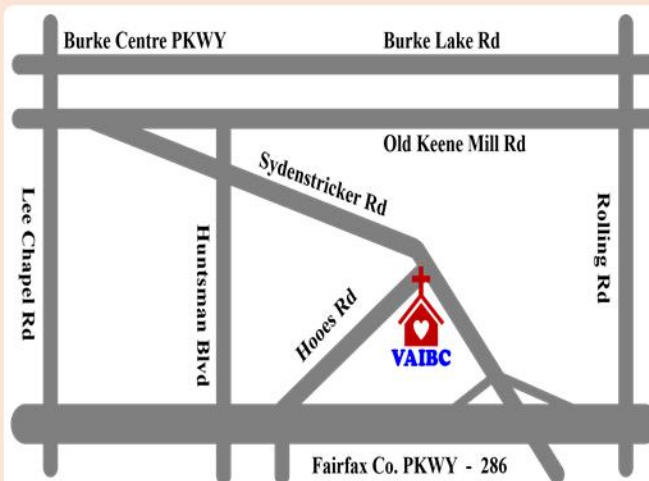 Burke Centre PKWY
Burke Lake Rd
Old Keene Mill Rd
Sydenstricker Rd
Lee Chapel Rd
Huntsman Blvd
Rolling Rd
Hooes Rd
VAIBC
Fairfax Co. PKWY - 286